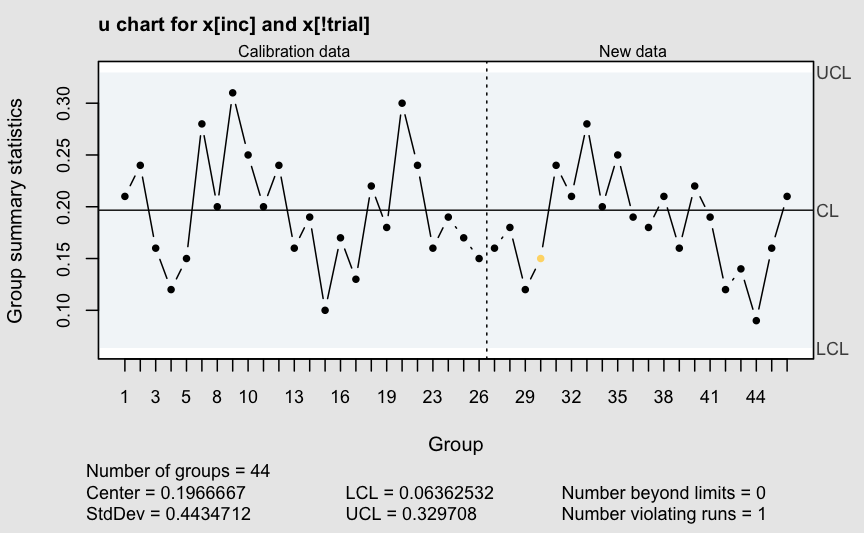 u chart for x[inc] and x[!trial]
Calibration data New data
UCL
CL
LCL
Group summary statistics
0.30
0.25
0.20
0.15
0.10
1 3 5 8 10 13 16 19 23 26 29 32 35 38 41 44
Group
Number of groups = 44
Center = 0.1966667 LCL = 0.06362532 Number beyond limits = 0
StdDev = 0.4434712 UCL = 0.329708 Number violating runs = 1